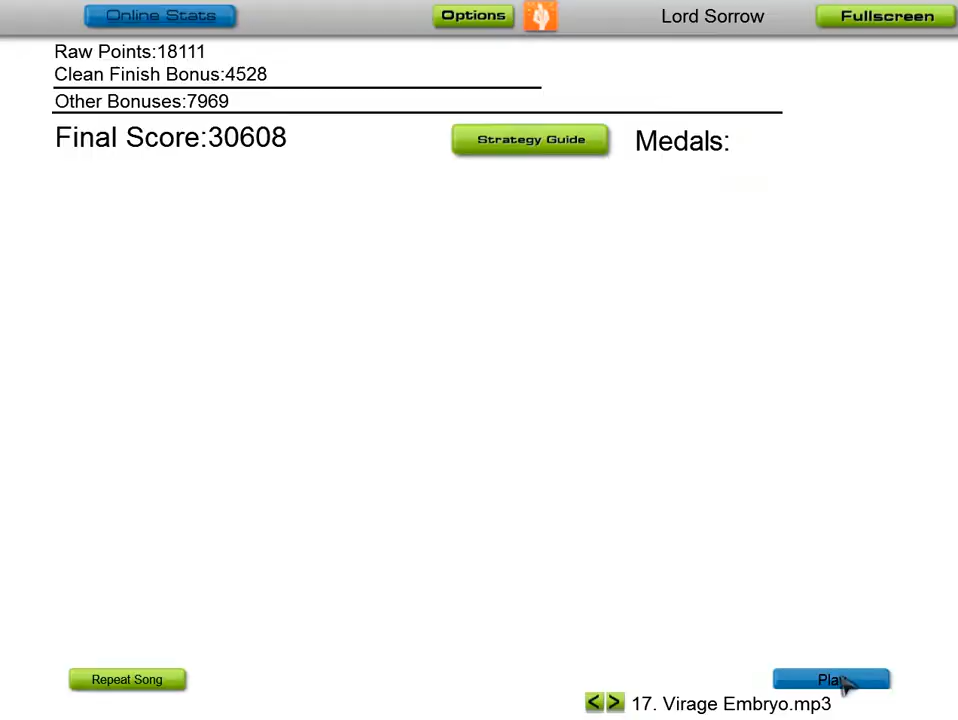 Online Stats
Options
Lord Sorrow
Fullscreen
Raw Points:18111
Clean Finish Bonus:4528
Other Bonuses:7969
Final Score:30608
Strategy Guide
Medals:
Repeat Song
Play
< >
17. Virage Embryo.mp3